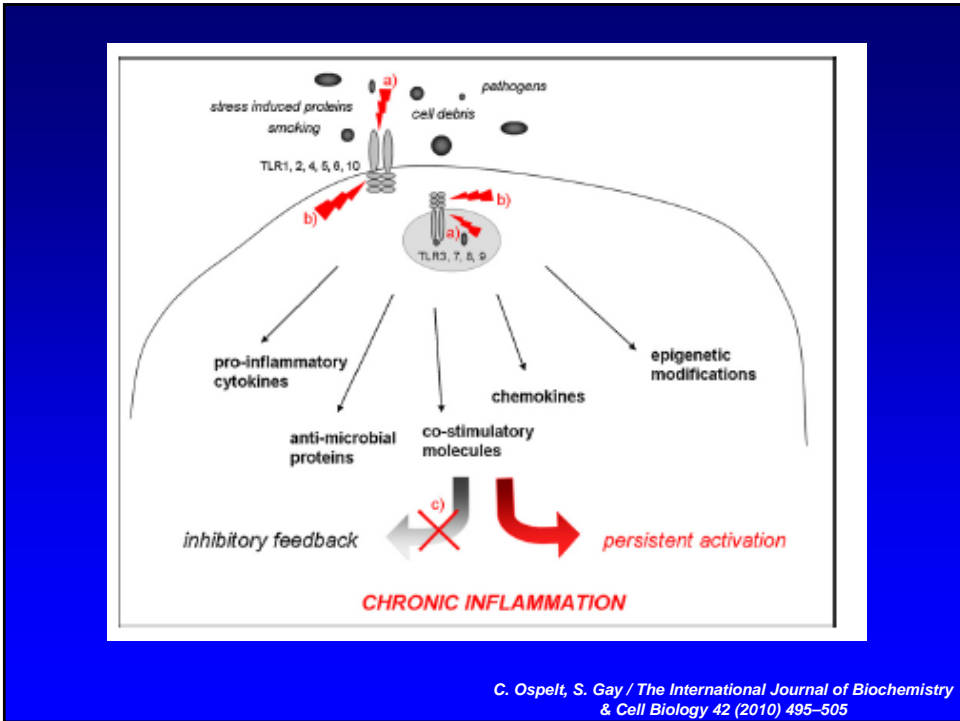 a)
pathogens
stress induced proteins
cell debris
smoking
TLR1, 2, 4, 5, 6, 10
b)
b)
a)
TLR3, 7, 8, 9
pro-inflammatory
cytokines
epigenetic
modifications
chemokines
anti-microbial
proteins
co-stimulatory
molecules
c)
inhibitory feedback
persistent activation
CHRONIC INFLAMMATION
C. Ospelt, S. Gay / The International Journal of Biochemistry
& Cell Biology 42 (2010) 495–505